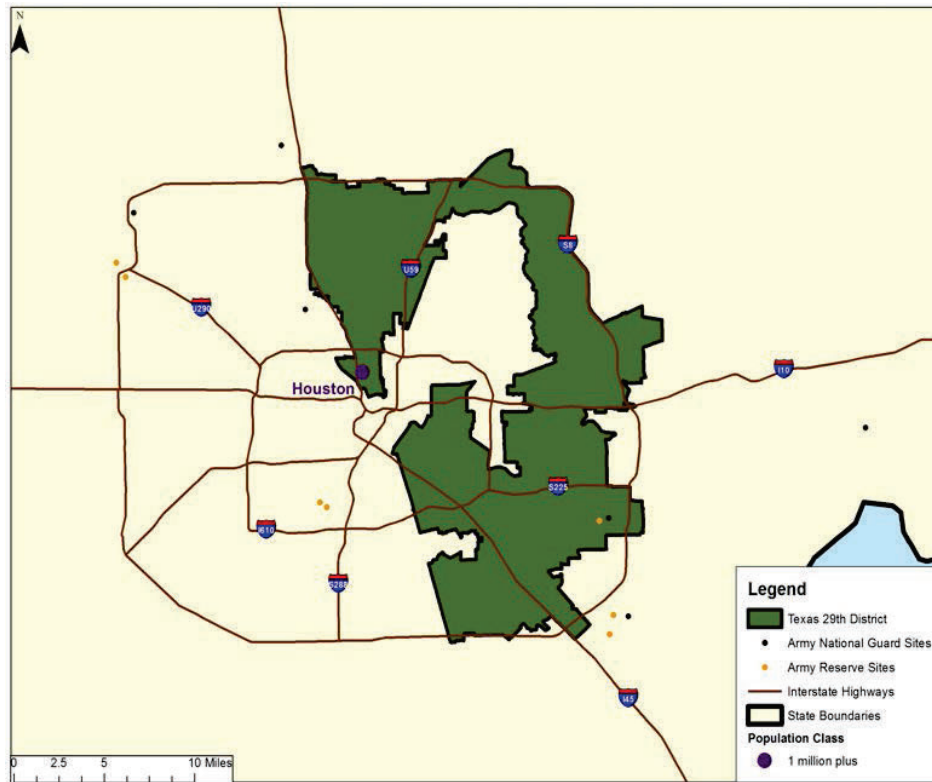 N
S8
U59
U290
I10
Houston
S225
I610
S288
I45
Legend
Texas 29th District
Army National Guard Sites
Army Reserve Sites
Interstate Highways
State Boundaries
Population Class
1 million plus
0 2.5 5 10 Miles